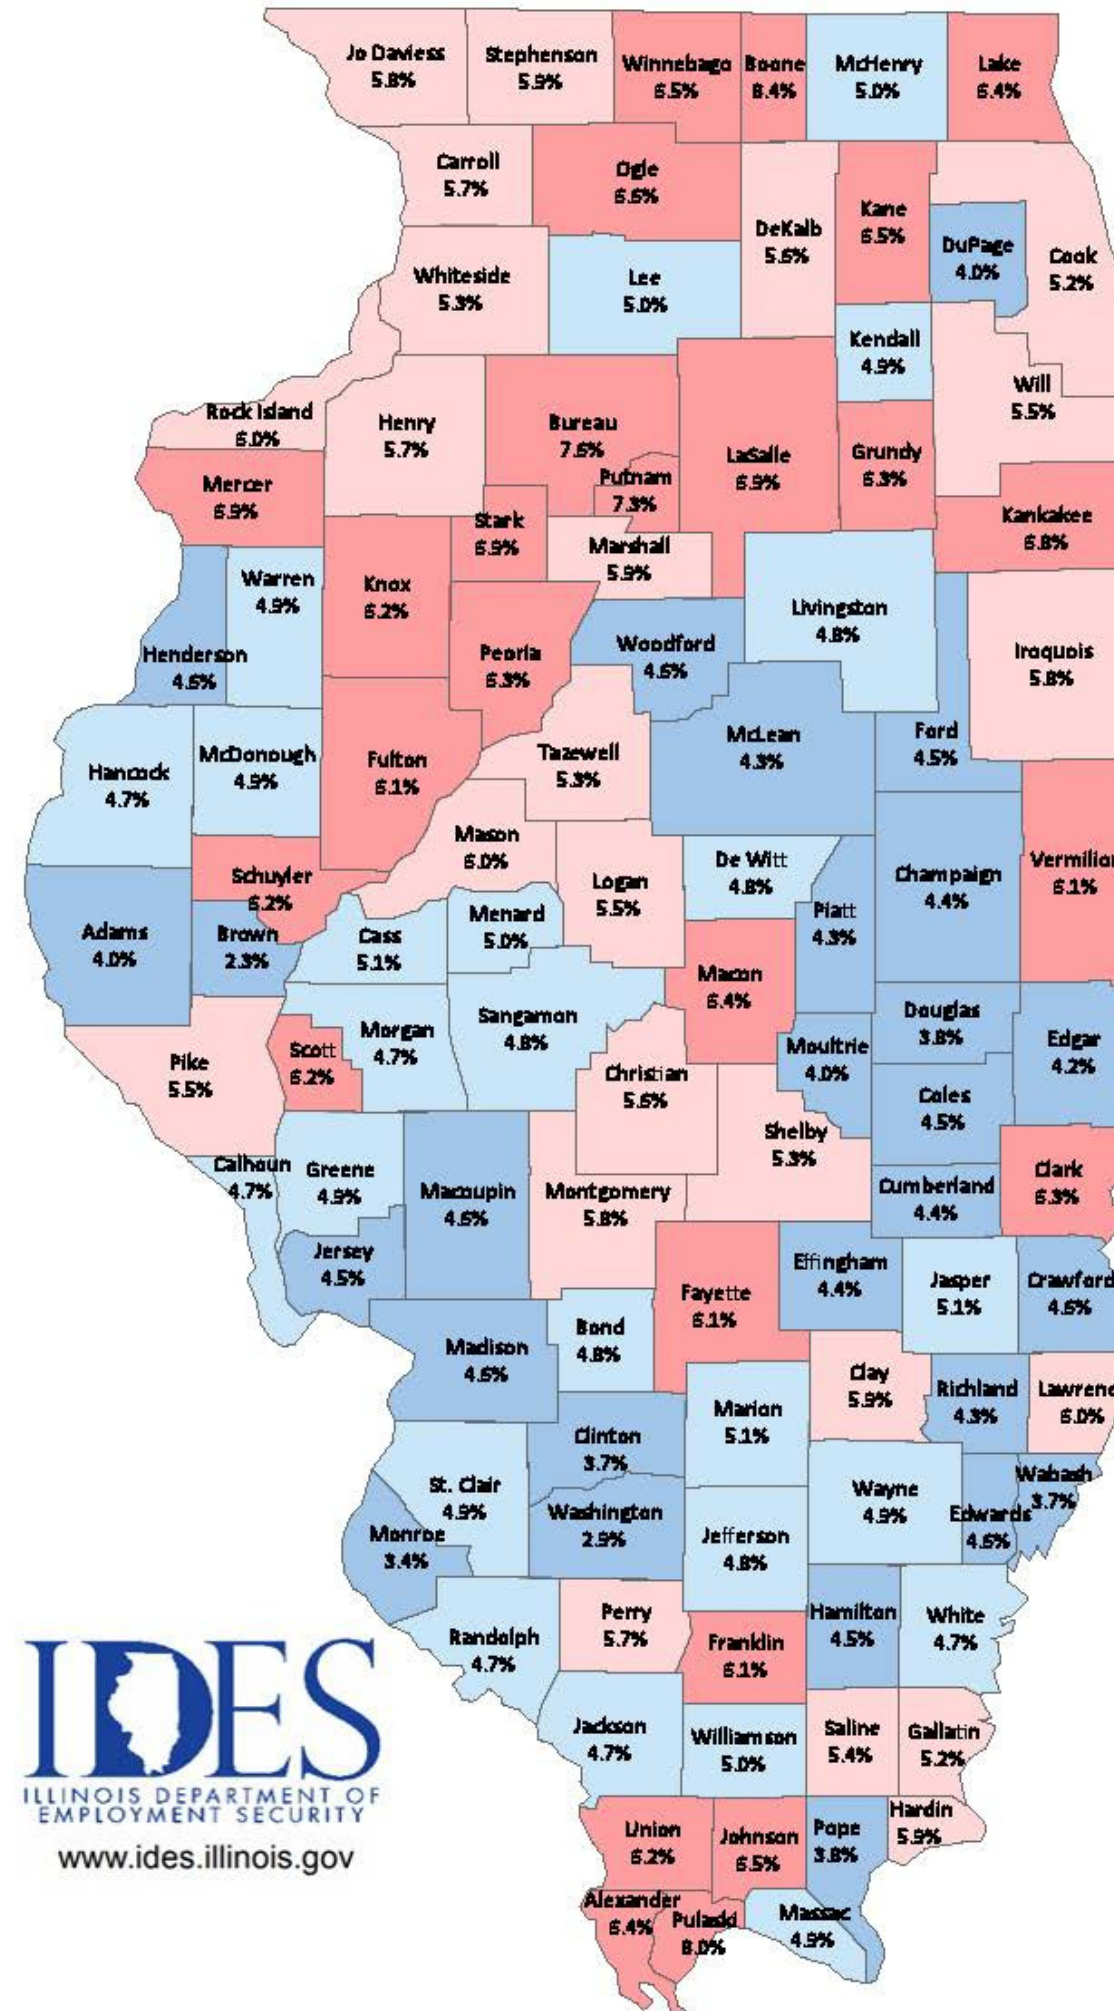 Jo Daviess
5.8%
Stephenson
5.9%
Winnebago
6.5%
Boone
8.4%
McHenry
5.0%
Lake
6.4%
Carroll
5.7%
Ogle
6.6%
DeKalb
5.6%
Kane
6.5%
DuPage
4.0%
Cook
5.2%
Whiteside
5.3%
Lee
5.0%
Kendall
4.9%
Will
5.5%
Rock Island
6.0%
Henry
5.7%
Bureau
7.6%
Putnam
7.3%
LaSalle
6.9%
Grundy
6.3%
Mercer
6.9%
Stark
6.9%
Kankakee
6.8%
Marshall
5.9%
Warren
4.9%
Knox
6.2%
Livingston
4.8%
Henderson
4.6%
Peoria
6.3%
Woodford
4.6%
Iroquois
5.8%
Hancock
4.7%
McDonough
4.9%
Fulton
6.1%
Tazewell
5.3%
McLean
4.3%
Ford
4.5%
Mason
6.0%
Schuyler
6.2%
Logan
5.5%
De Witt
4.8%
Champaign
4.4%
Vermilion
6.1%
Adams
4.0%
Brown
2.3%
Cass
5.1%
Menard
5.0%
Piatt
4.3%
Macon
6.4%
Pike
5.5%
Scott
6.2%
Morgan
4.7%
Sangamon
4.8%
Christian
5.6%
Moultrie
4.0%
Douglas
3.8%
Edgar
4.2%
Coles
4.5%
Shelby
5.3%
Calhoun
4.7%
Greene
4.9%
Macoupin
4.6%
Montgomery
5.8%
Cumberland
4.4%
Clark
6.3%
Jersey
4.5%
Fayette
6.1%
Effingham
4.4%
Jasper
5.1%
Crawford
4.6%
Madison
4.6%
Bond
4.8%
Clay
5.9%
Richland
4.3%
Lawrenc
6.0%
Marion
5.1%
Clinton
3.7%
St. Clair
4.9%
Wayne
4.9%
Wabash
3.7%
Edwards
4.6%
Monroe
3.4%
Washington
2.9%
Jefferson
4.8%
Perry
5.7%
Hamilton
4.5%
White
4.7%
Randolph
4.7%
Franklin
6.1%
Jackson
4.7%
Williamson
5.0%
Saline
5.4%
Gallatin
5.2%
Union
6.2%
Johnson
6.5%
Pope
3.8%
Hardin
5.9%
Alexander
6.4%
Pulaski
8.0%
Massac
4.9%
IDES
ILLINOIS DEPARTMENT OF
EMPLOYMENT SECURITY
www.ides.illinois.gov